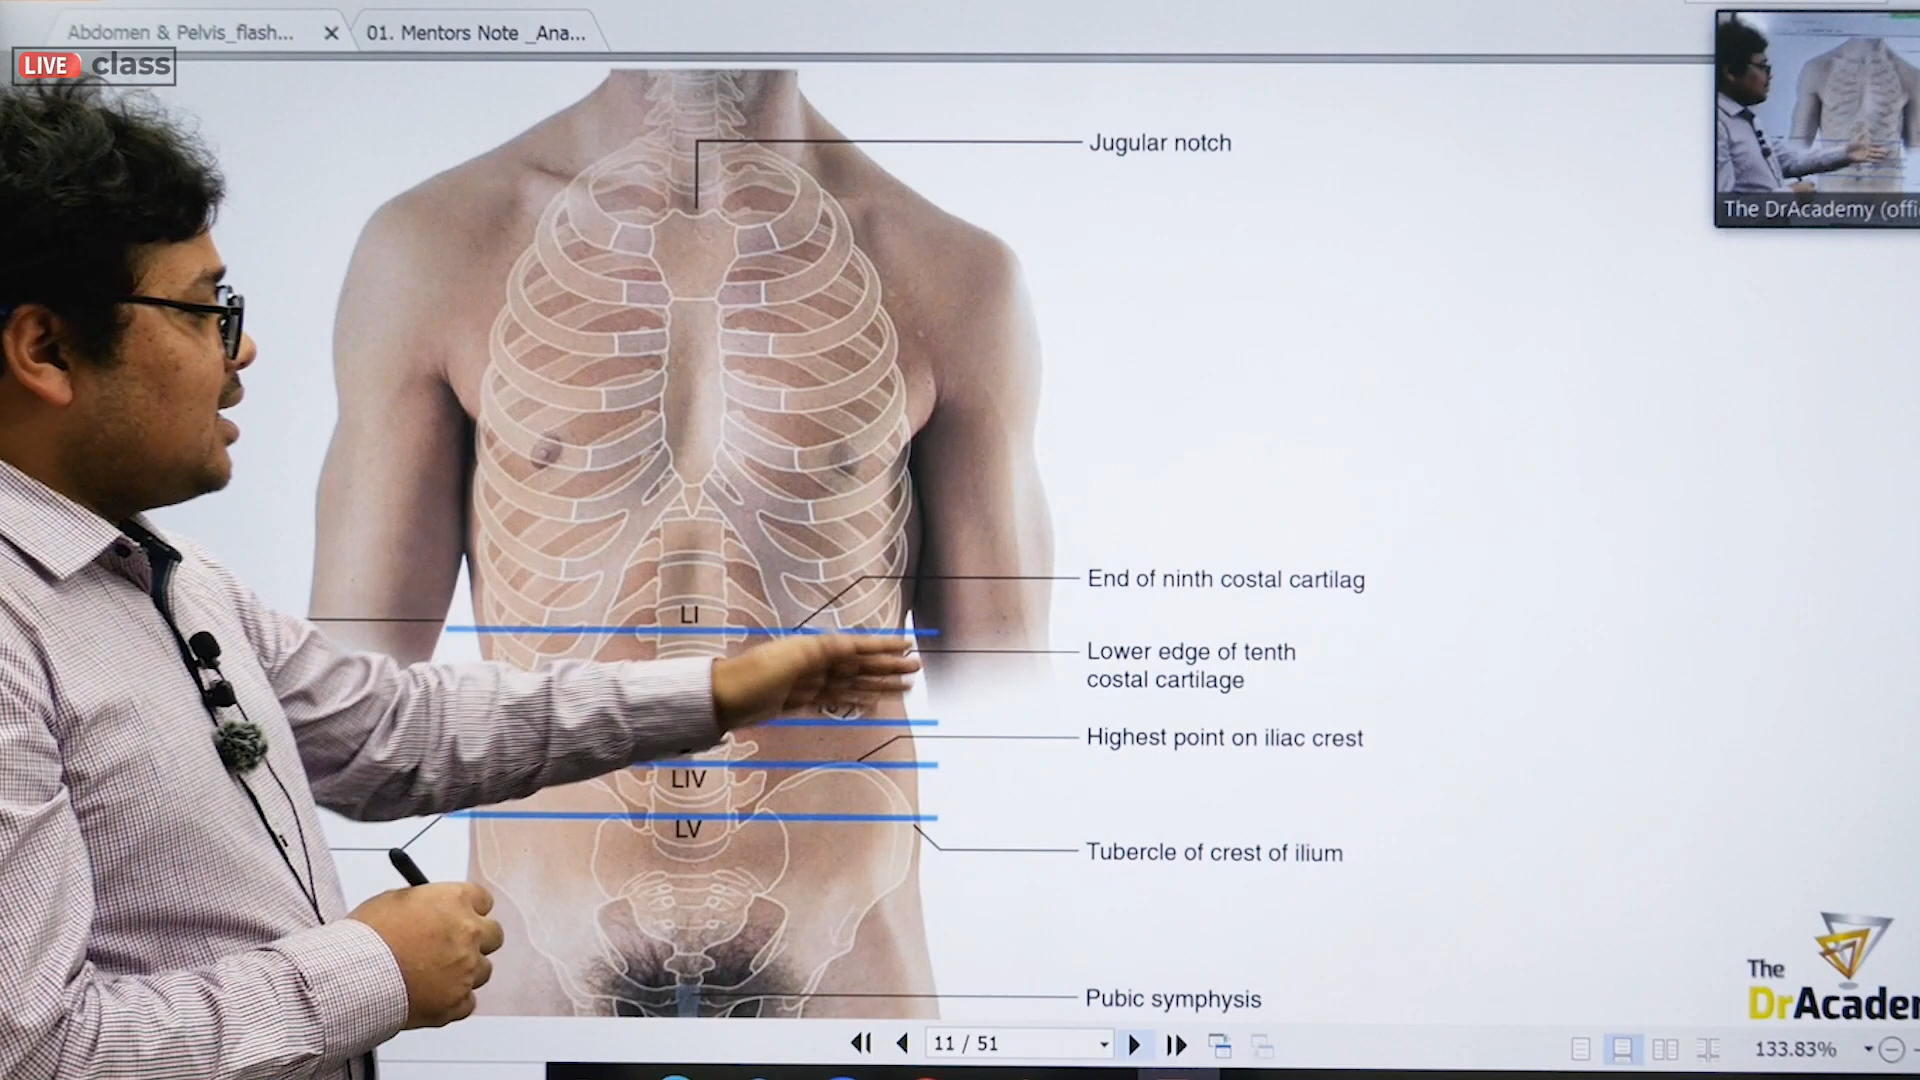 Abdomen & Pelvis_flash...
01. Mentors Note _Ana...
LIVE class
The DrAcademy (offi
Jugular notch
End of ninth costal cartilag
LI
Lower edge of tenth
costal cartilage
Highest point on iliac crest
LIV
LV
Tubercle of crest of ilium
Pubic symphysis
The
DrAcader
11 / 51
133.83%